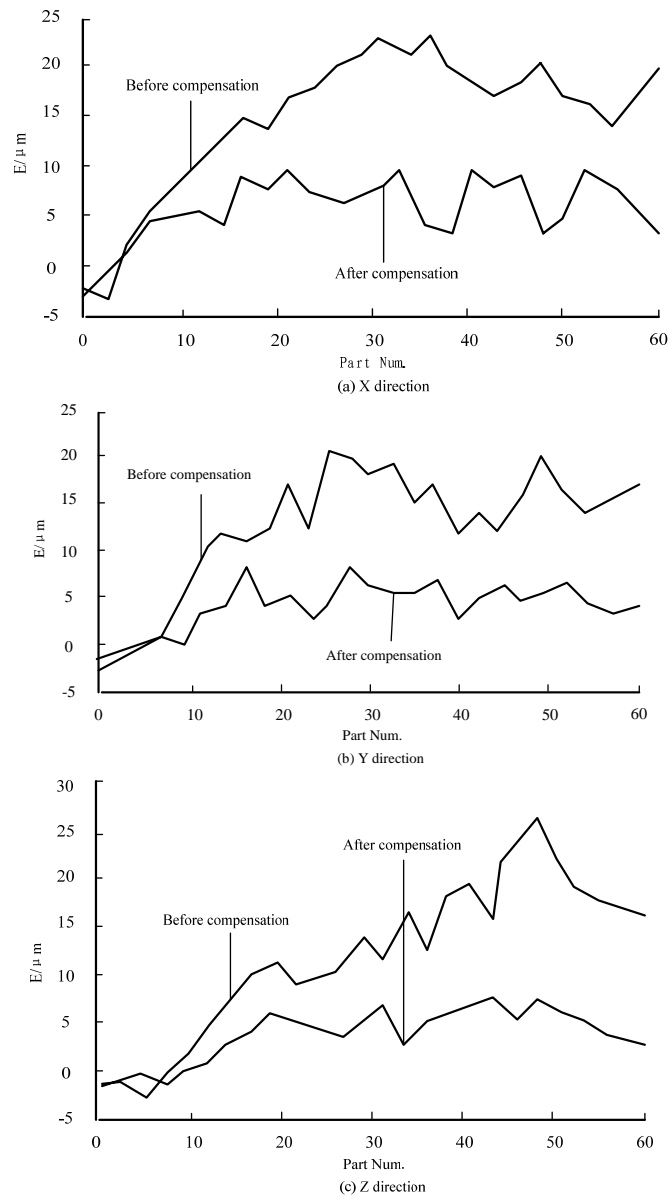 25
20
Before compensation
15
E/μm
10
5
0
After compensation
-5
0 10 20 30 40 50 60
Part Num.
(a) X direction
25
20
Before compensation
15
E/μm
10
5
0
After compensation
-5
0 10 20 30 40 50 60
Part Num.
(b) Y direction
30
25
After compensation
20
Before compensation
15
E/μm
10
5
0
-5
0 10 20 30 40 50 60
Part Num.
(c) Z direction